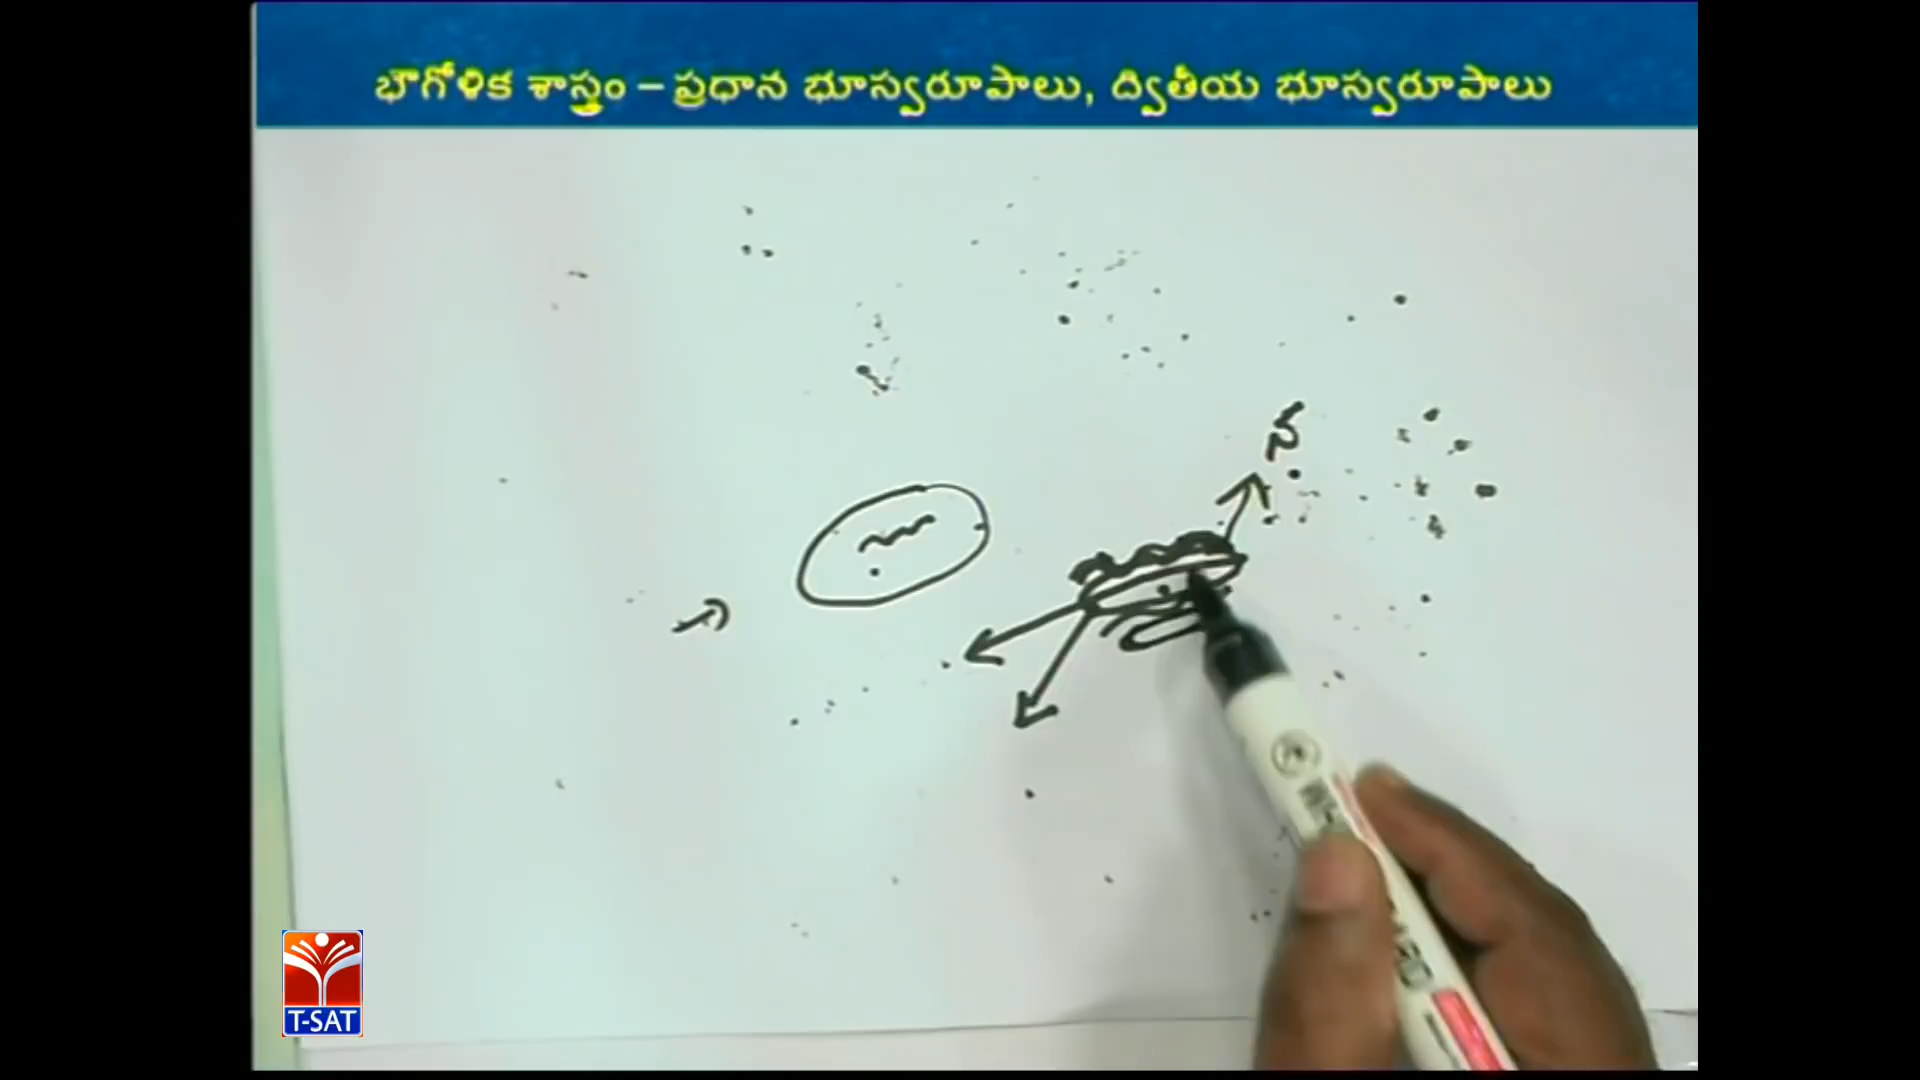 భౌగోళిక శాస్త్రం – ప్రధాన భూస్వరూపాలు, ద్వితీయ భూస్వరూపాలు
న
T-SAT